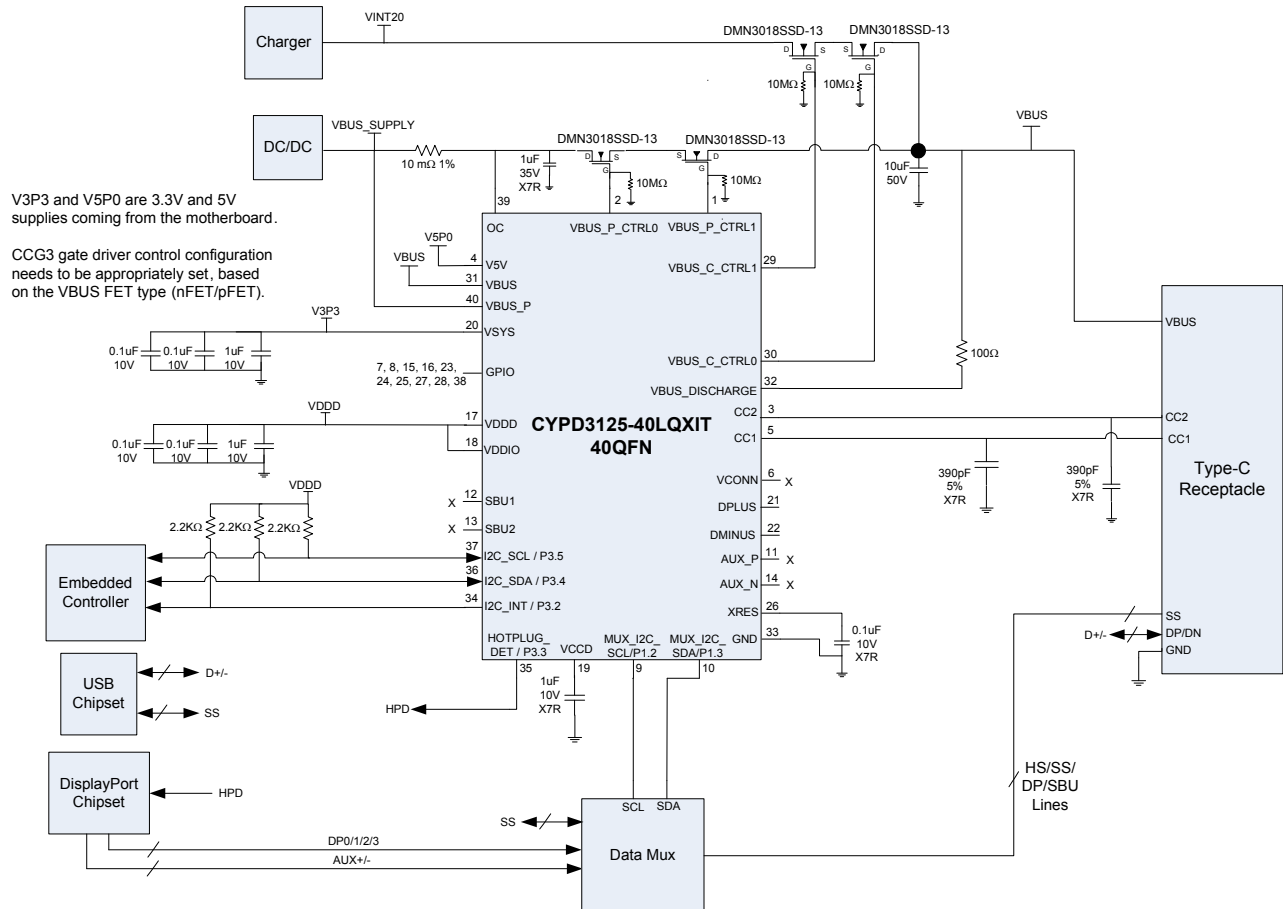 VINT20
Charger
DMN3018SSD-13
DMN3018SSD-13
D
S
G
S
D
G
10MΩ
10MΩ
DC/DC
VBUS_SUPPLY
10 mΩ 1%
1uF
35V
X7R
DMN3018SSD-13
DMN3018SSD-13
D
S
G
S
D
G
10MΩ
10MΩ
VBUS
10uF
50V
V3P3 and V5P0 are 3.3V and 5V
supplies coming from the motherboard.
CCG3 gate driver control configuration
needs to be appropriately set, based
on the VBUS FET type (nFET/pFET).
39
2
1
OC
VBUS_P_CTRL0
VBUS_P_CTRL1
V5P0
4
V5V
VBUS
31
VBUS
40
VBUS_P
V3P3
20
VSYS
0.1uF
10V
0.1uF
10V
1uF
10V
7, 8, 15, 16, 23,
24, 25, 27, 28, 38
GPIO
VDDD
17
VDDD
18
VDDIO
0.1uF
10V
0.1uF
10V
1uF
10V
X
12
SBU1
X
13
SBU2
VDDD
2.2KΩ
2.2KΩ
2.2KΩ
37
I2C_SCL / P3.5
36
I2C_SDA / P3.4
34
I2C_INT / P3.2
Embedded
Controller
CYPD3125-40LQXIT
40QFN
29
VBUS_C_CTRL1
30
VBUS_C_CTRL0
32
VBUS_DISCHARGE
100Ω
3
CC2
5
CC1
6
VCONN
X
21
DPLUS
22
DMINUS
11
AUX_P
X
14
AUX_N
X
26
XRES
33
GND
0.1uF
10V
X7R
390pF
5%
X7R
390pF
5%
X7R
VBUS
CC2
CC1
Type-C
Receptacle
SS
D+/-
DP/DN
GND
HOTPLUG_
DET / P3.3
35
VCCD
19
MUX_I2C_
SCL/P1.2
9
MUX_I2C_
SDA/P1.3
10
1uF
10V
X7R
HPD
USB
Chipset
D+/-
SS
DisplayPort
Chipset
HPD
DP0/1/2/3
AUX+/-
SS
SCL
SDA
Data Mux
HS/SS/
DP/SBU
Lines